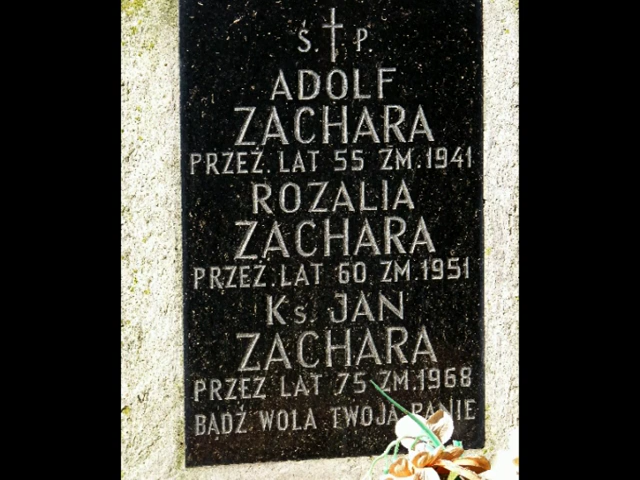 Ś. P.
ADOLF
ZACHARA
PRZEŻ. LAT 55 ZM. 1941
ROZALIA
ZACHARA
PRZEŻ. LAT 60 ZM. 1951
Ks. JAN
ZACHARA
PRZEŻ LAT 75 ZM. 1968
BĄDŹ WOLA TWOJA PANIE